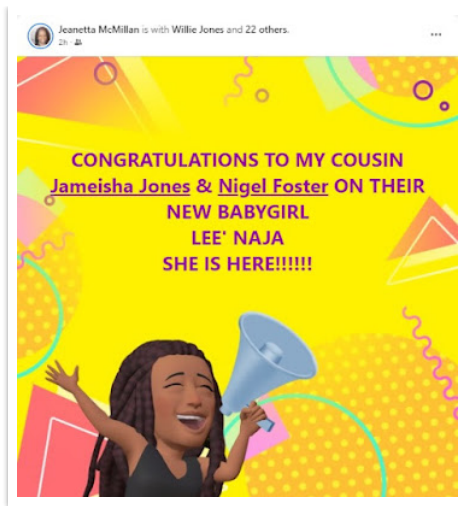 Jeanetta McMillan is with Willie Jones and 22 others.
2h
CONGRATULATIONS TO MY COUSIN
Jameisha Jones & Nigel Foster ON THEIR
NEW BABYGIRL
LEE' NAJA
SHE IS HERE!!!!!!